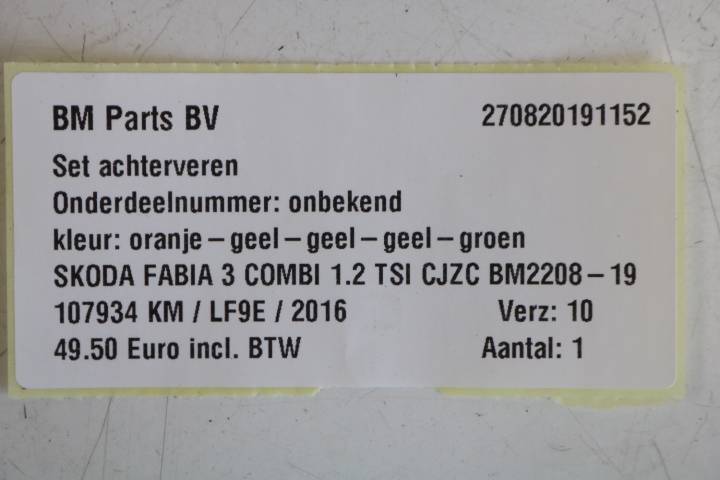 BM Parts BV 270820191152
Set achterveren
Onderdeelnummer: onbekend
kleur: oranje – geel – geel – geel – groen
SKODA FABIA 3 COMBI 1.2 TSI CJZC BM2208 – 19
107934 KM / LF9E / 2016 Verz: 10
49.50 Euro incl. BTW Aantal: 1